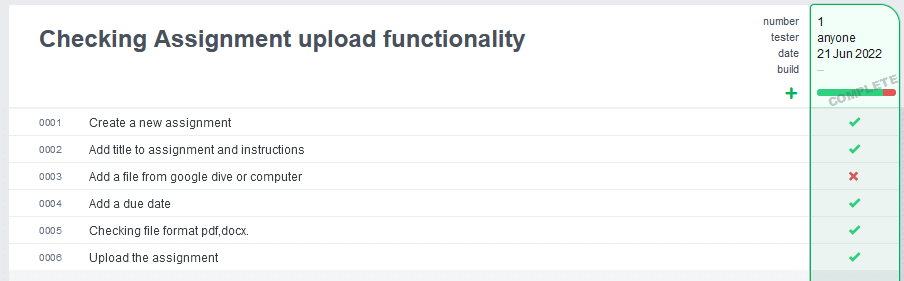 Checking Assignment upload functionality
number 1
tester anyone
date 21 Jun 2022
build --
COMPLETE
0001 Create a new assignment
0002 Add title to assignment and instructions
0003 Add a file from google dive or computer
0004 Add a due date
0005 Checking file format pdf,docx.
0006 Upload the assignment